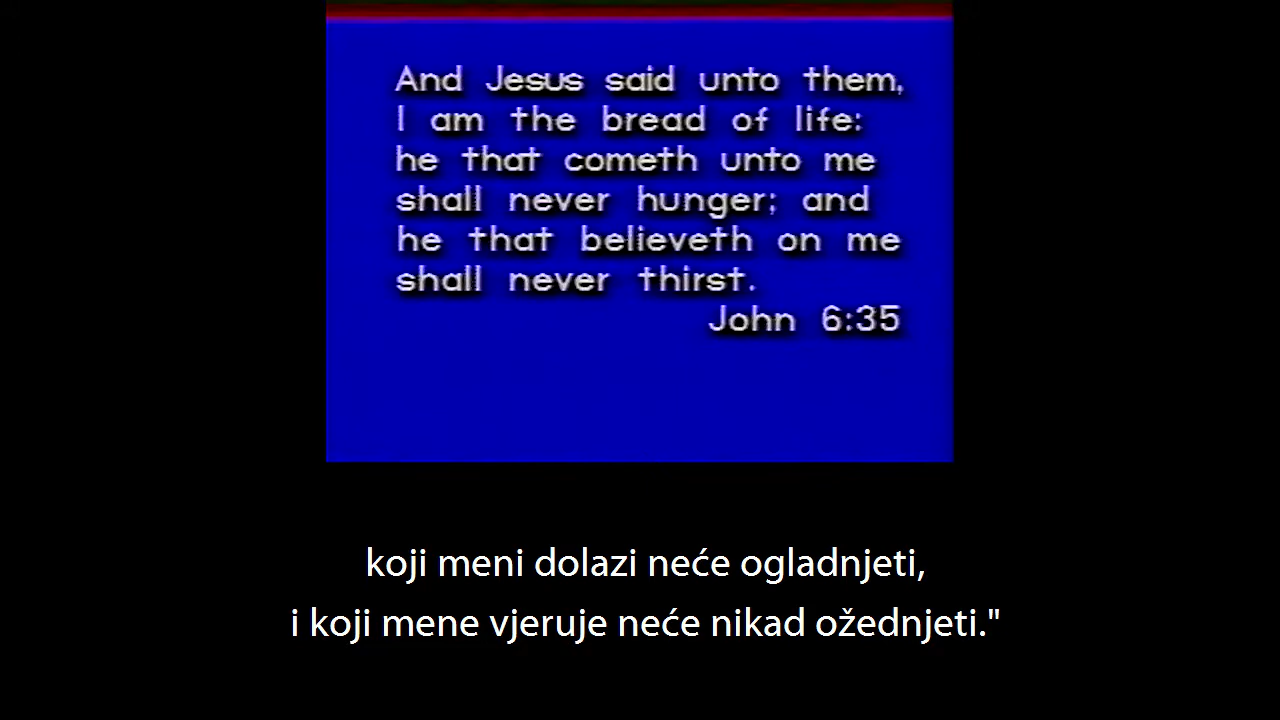 And Jesus said unto them,
I am the bread of life:
he that cometh unto me
shall never hunger; and
he that believeth on me
shall never thirst.
John 6:35
koji meni dolazi neće ogladnjeti,
i koji mene vjeruje neće nikad ožednjeti."